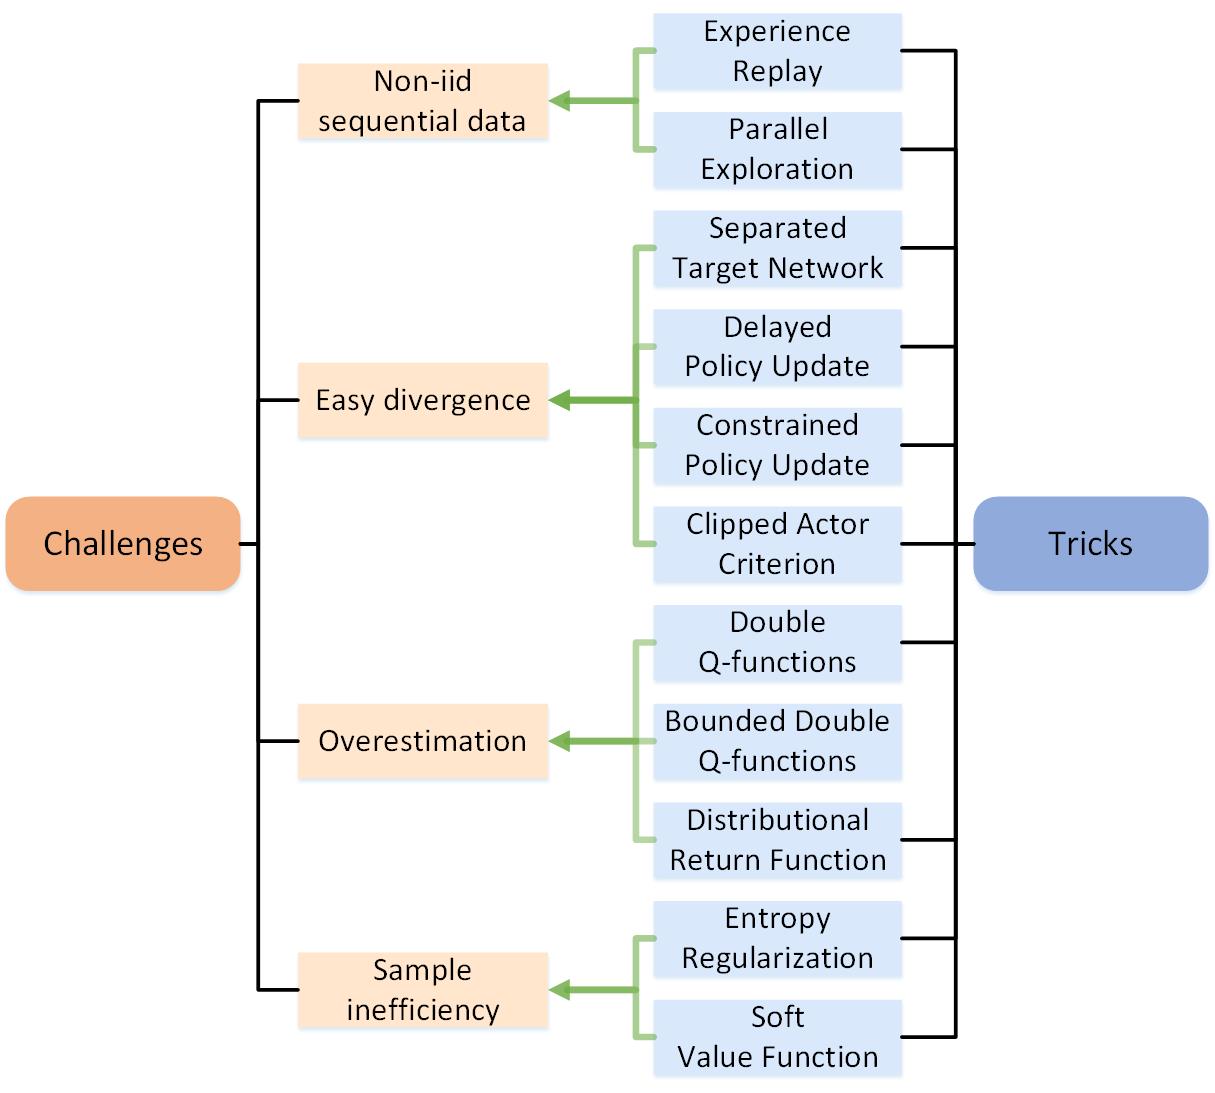 Challenges
Non-iid
sequential data
Easy divergence
Overestimation
Sample
inefficiency
Experience
Replay
Parallel
Exploration
Separated
Target Network
Delayed
Policy Update
Constrained
Policy Update
Clipped Actor
Criterion
Double
Q-functions
Bounded Double
Q-functions
Distributional
Return Function
Entropy
Regularization
Soft
Value Function
Tricks